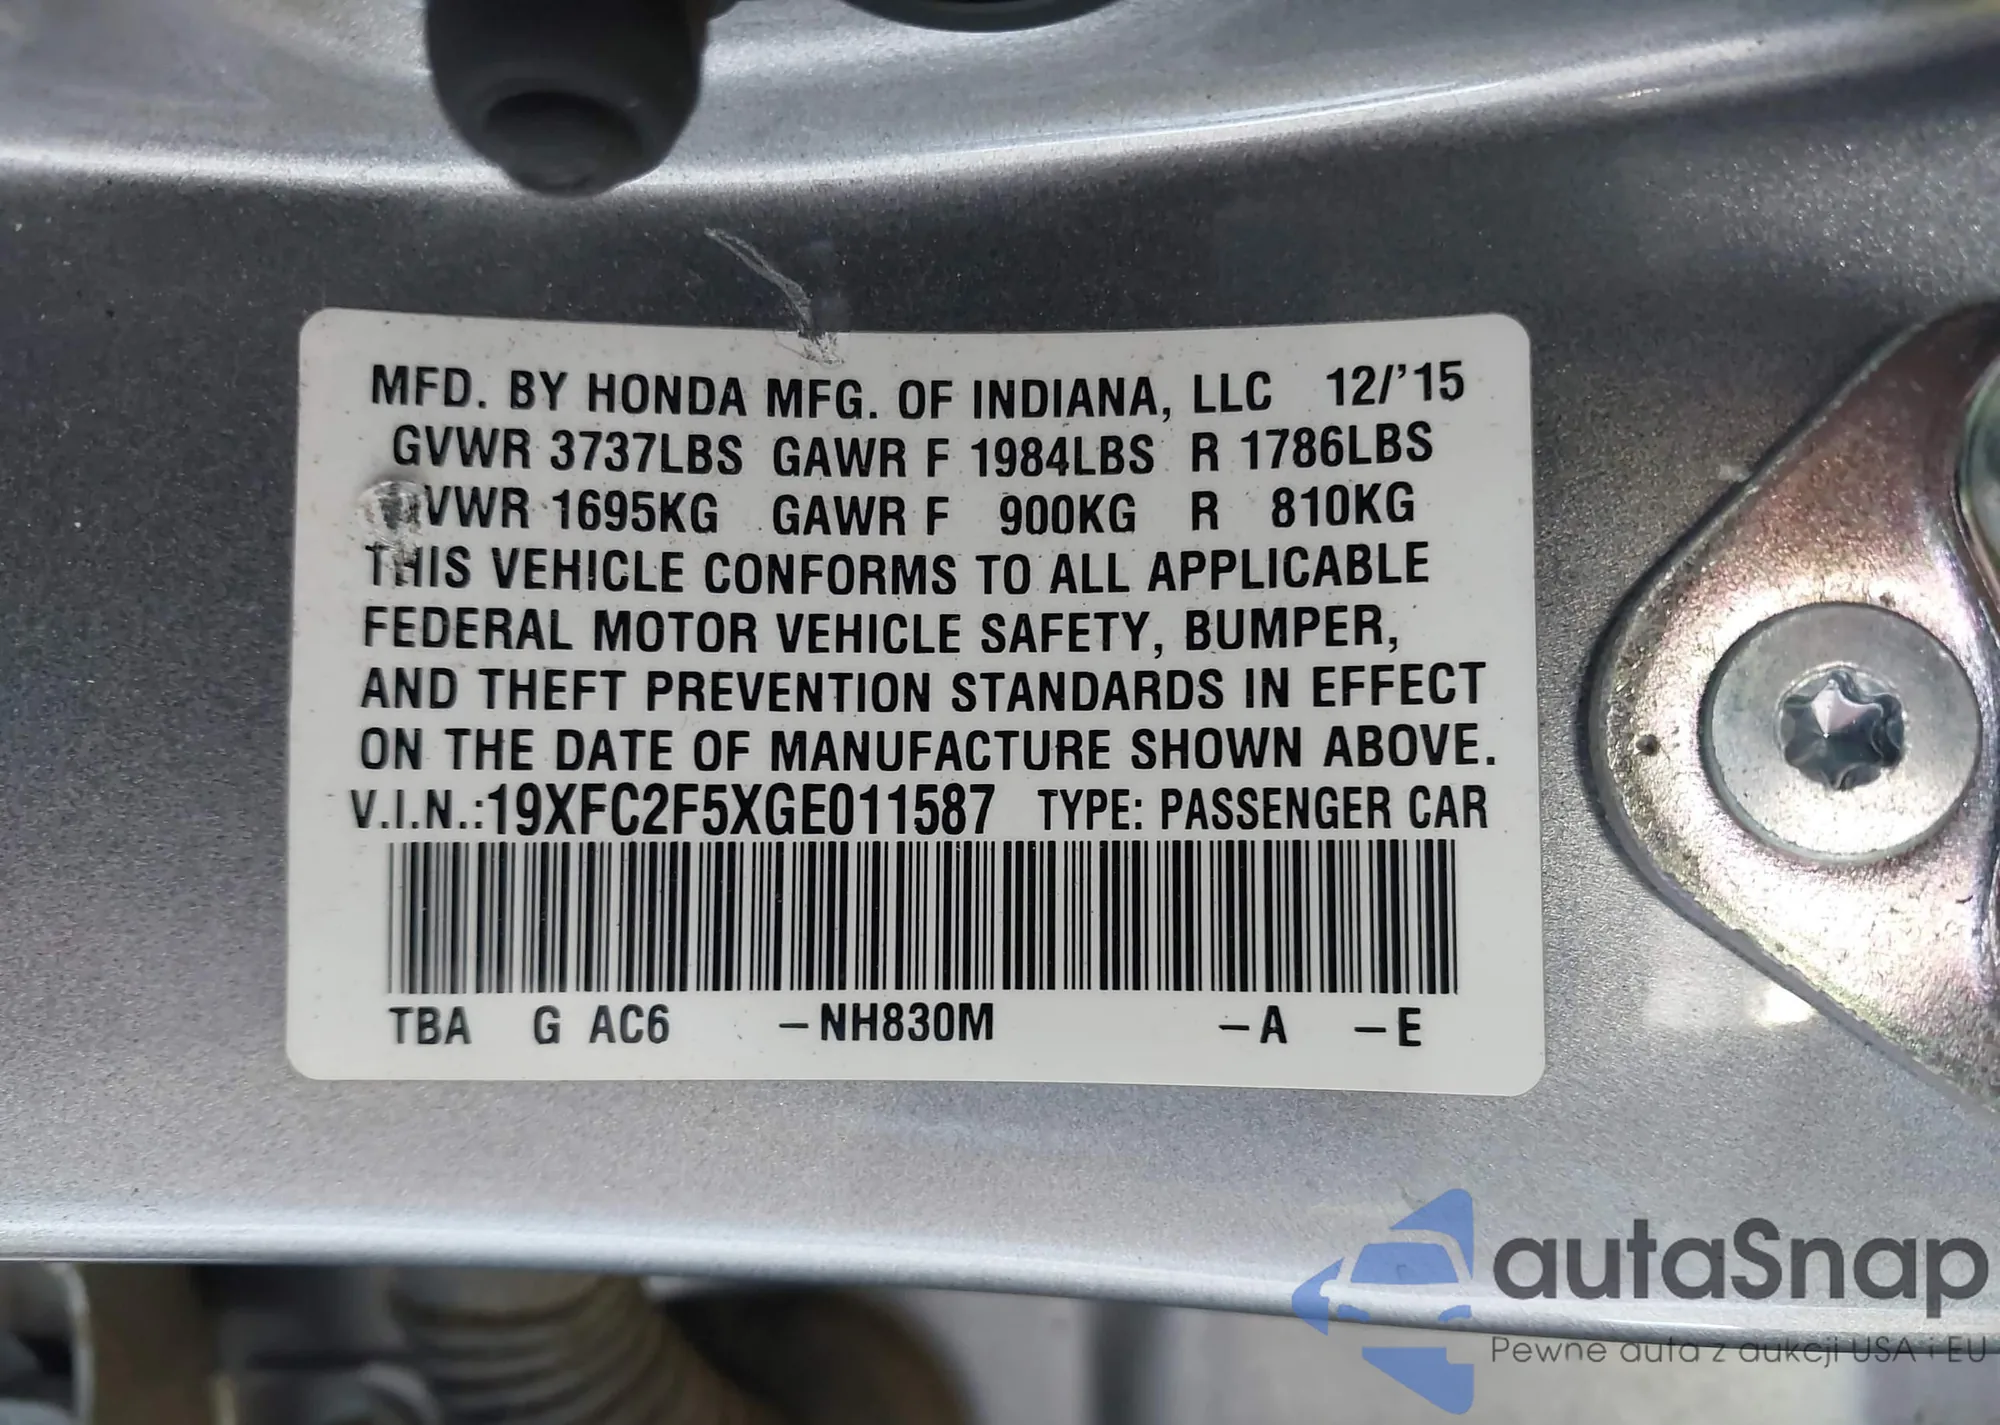 MFD. BY HONDA MFG. OF INDIANA, LLC 12/'15
GVWR 3737LBS GAWR F 1984LBS R 1786LBS
VWR 1695KG GAWR F 900KG R 810KG
THIS VEHICLE CONFORMS TO ALL APPLICABLE
FEDERAL MOTOR VEHICLE SAFETY, BUMPER,
AND THEFT PREVENTION STANDARDS IN EFFECT
ON THE DATE OF MANUFACTURE SHOWN ABOVE.
V.I.N.:19XFC2F5XGE011587 TYPE: PASSENGER CAR
TBA G AC6 –NH830M –A –E
autaSnap
Pewne auta z aukcji USA i EU